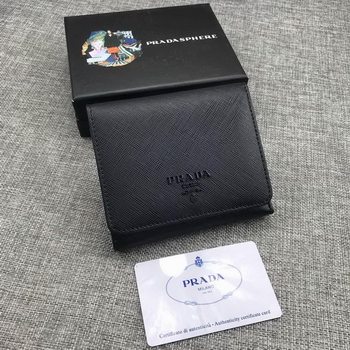 PRADASPHERE
PRADA
PRADA
MILANO
Certificato di autenticità - Authenticity certificate card